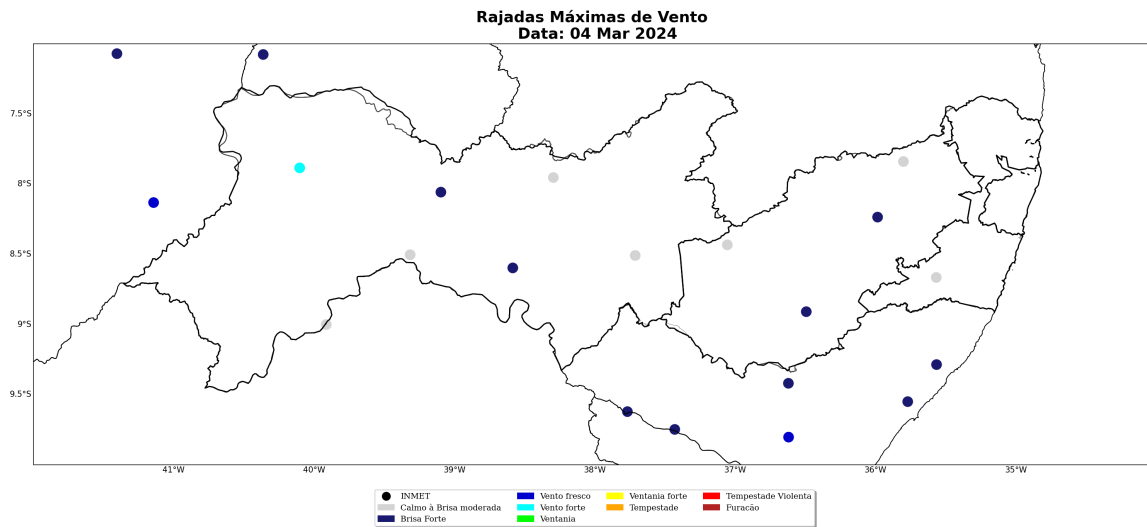 Rajadas Máximas de Vento
Data: 04 Mar 2024
7.5°S
8°S
8.5°S
9°S
9.5°S
41°W
40°W
39°W
38°W
37°W
36°W
35°W
INMET
Calmo à Brisa moderada
Brisa Forte
Vento fresco
Vento forte
Ventania
Ventania forte
Tempestade
Tempestade Violenta
Furacão